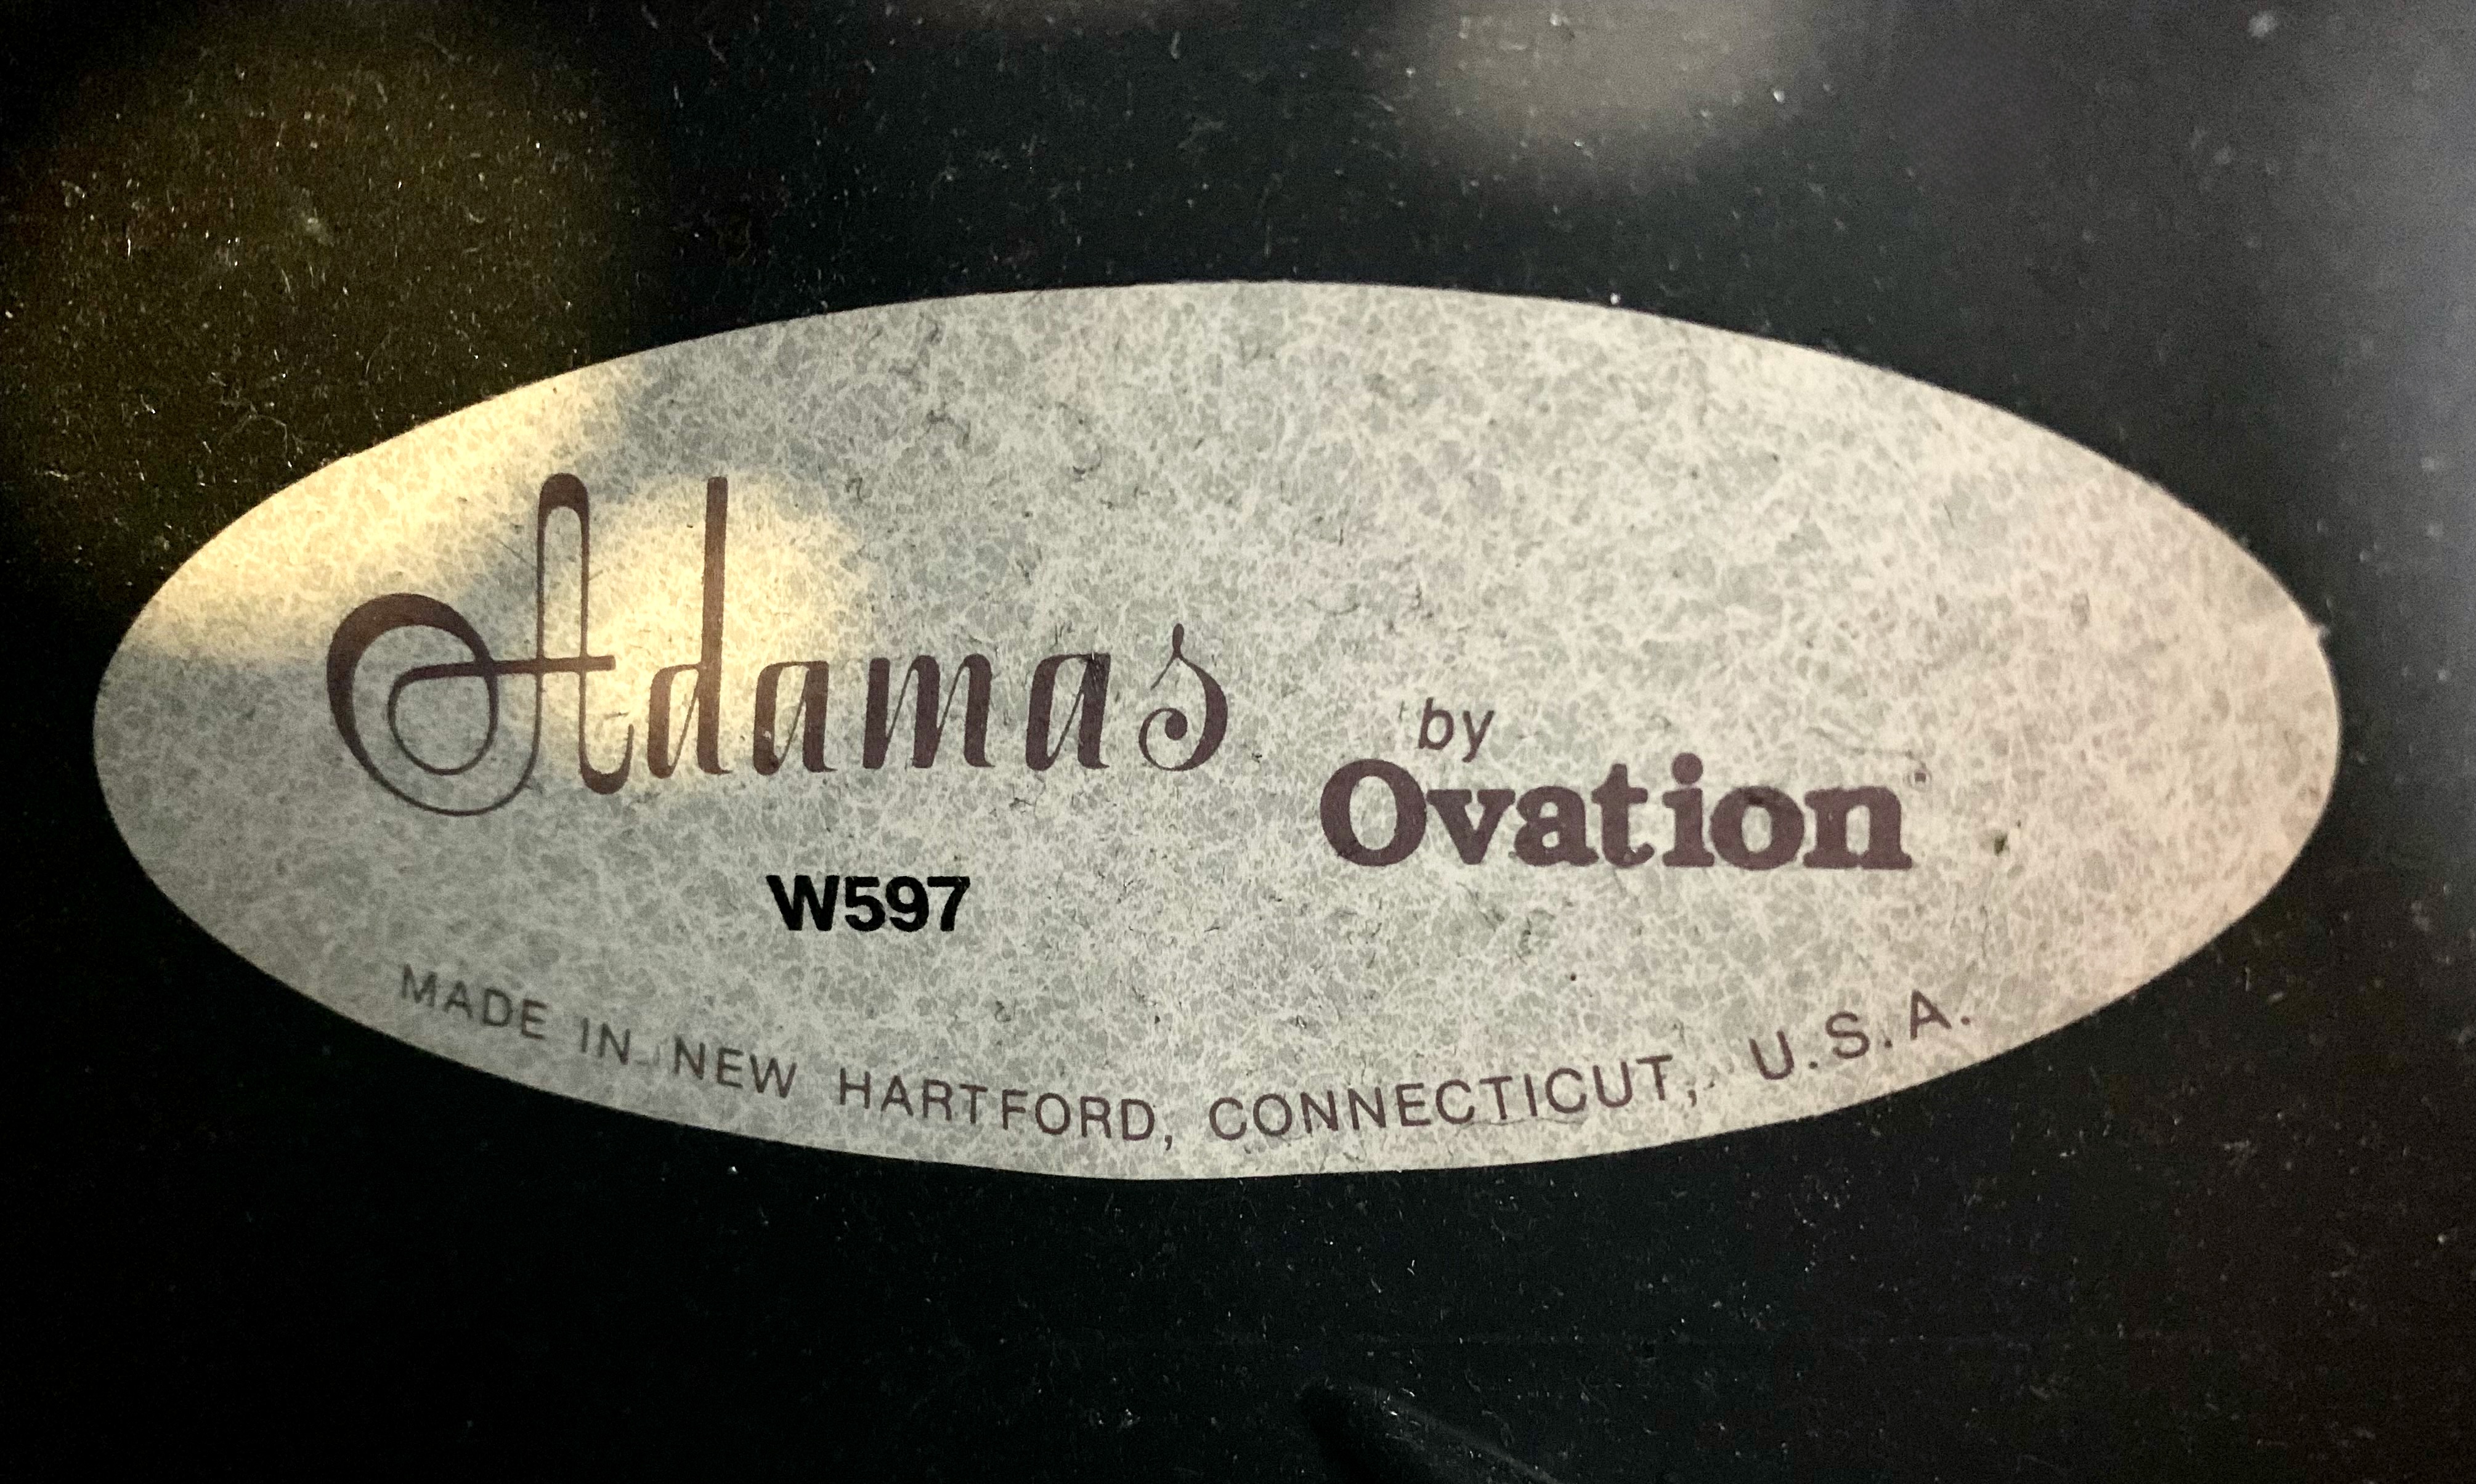 Adamas
by
Ovation
W597
MADE IN NEW HARTFORD, CONNECTICUT, U.S.A.